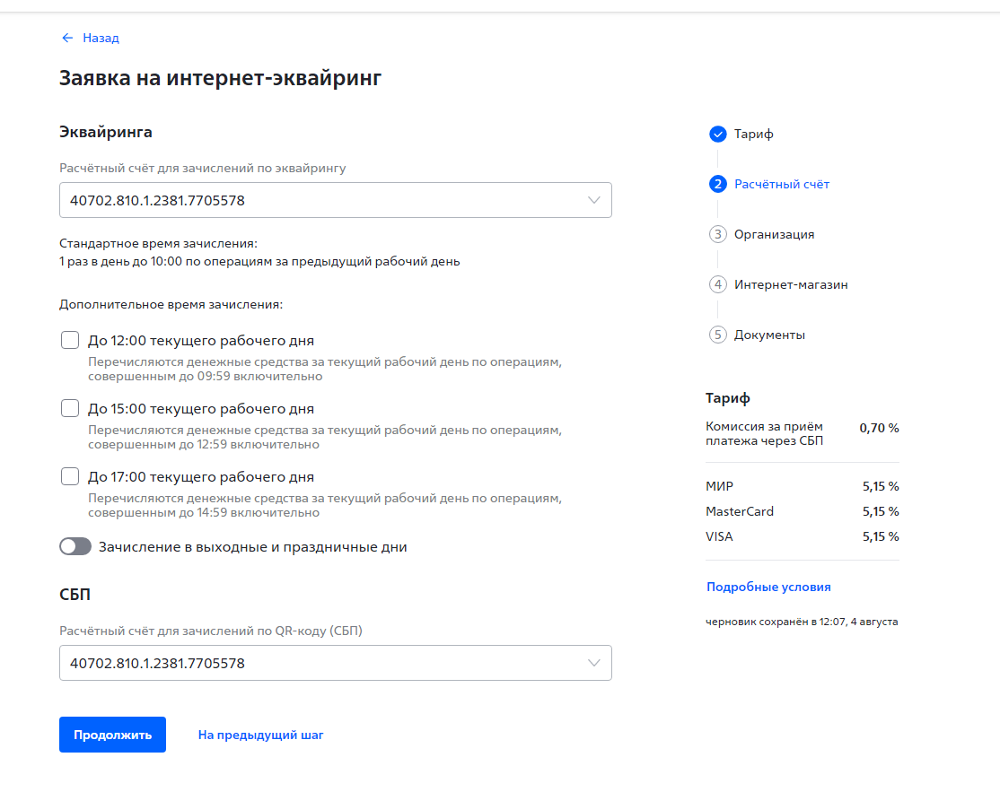 Назад
Заявка на интернет-эквайринг
Эквайринга
Расчётный счёт для зачислений по эквайрингу
40702.810.1.2381.7705578
Стандартное время зачисления:
1 раз в день до 10:00 по операциям за предыдущий рабочий день
Дополнительное время зачисления:
До 12:00 текущего рабочего дня
Перечисляются денежные средства за текущий рабочий день по операциям,
совершенным до 09:59 включительно
До 15:00 текущего рабочего дня
Перечисляются денежные средства за текущий рабочий день по операциям,
совершенным до 12:59 включительно
До 17:00 текущего рабочего дня
Перечисляются денежные средства за текущий рабочий день по операциям,
совершенным до 14:59 включительно
Зачисление в выходные и праздничные дни
СБП
Расчётный счёт для зачислений по QR-коду (СБП)
40702.810.1.2381.7705578
Продолжить
На предыдущий шаг
Тариф
2 Расчётный счёт
3 Организация
4 Интернет-магазин
5 Документы
Тариф
Комиссия за приём
платежа через СБП
0,70 %
МИР 5,15 %
MasterCard 5,15 %
VISA 5,15 %
Подробные условия
черновик сохранён в 12:07, 4 августа